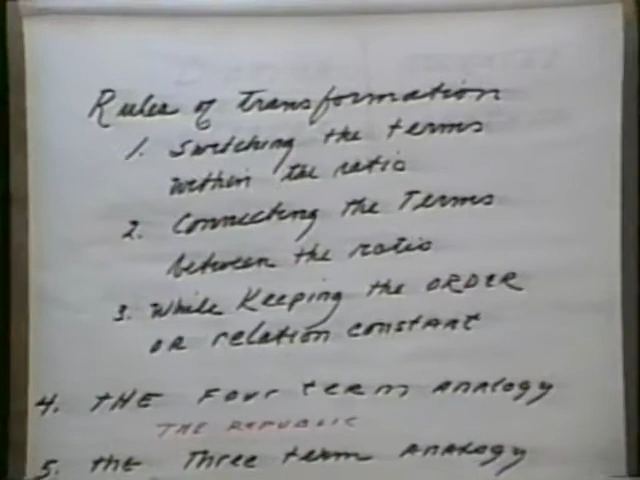 Rules of Transformation
1. Switching the terms
within the ratio
2. Connecting the Terms
between the ratio
3. While Keeping the ORDER
OR relation constant
4. THE Four term Analogy
THE REPUBLIC
5. the Three term Analogy